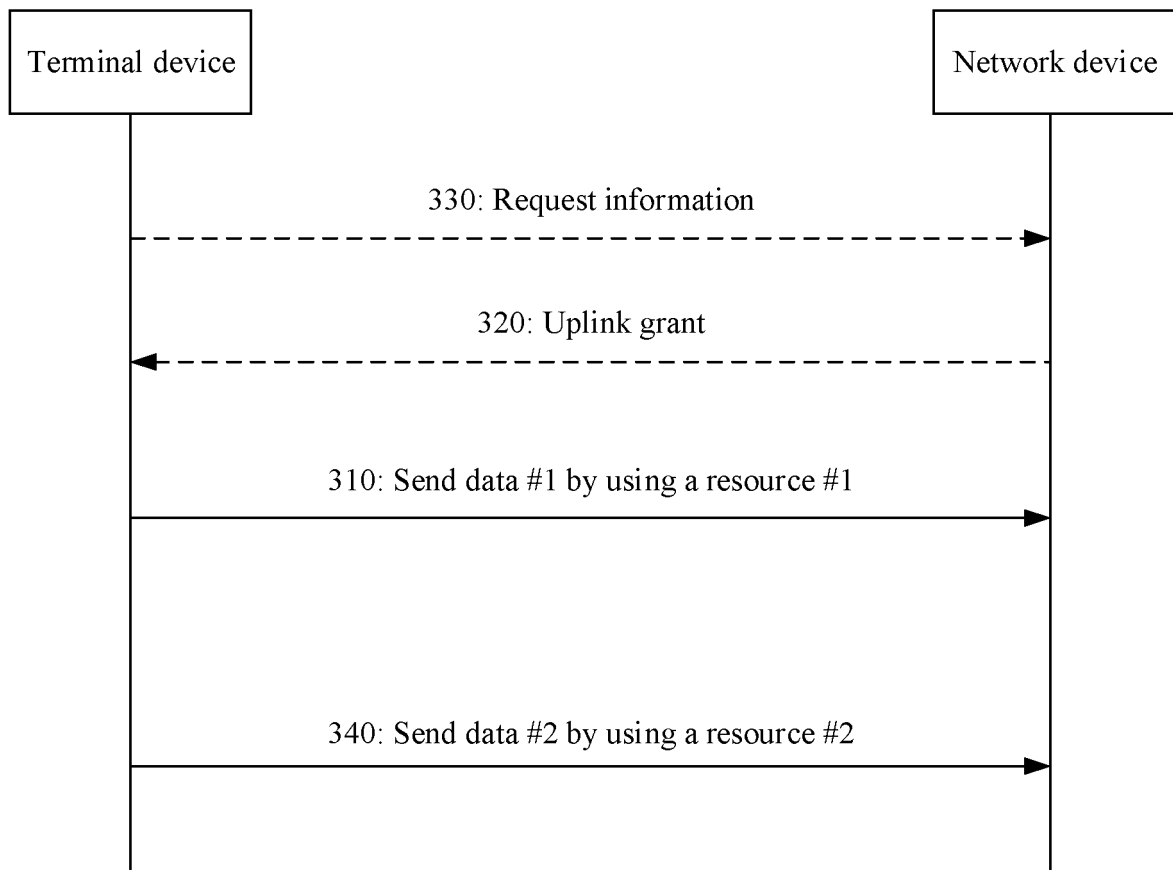 Terminal device
Network device
330: Request information
320: Uplink grant
310: Send data #1 by using a resource #1
340: Send data #2 by using a resource #2